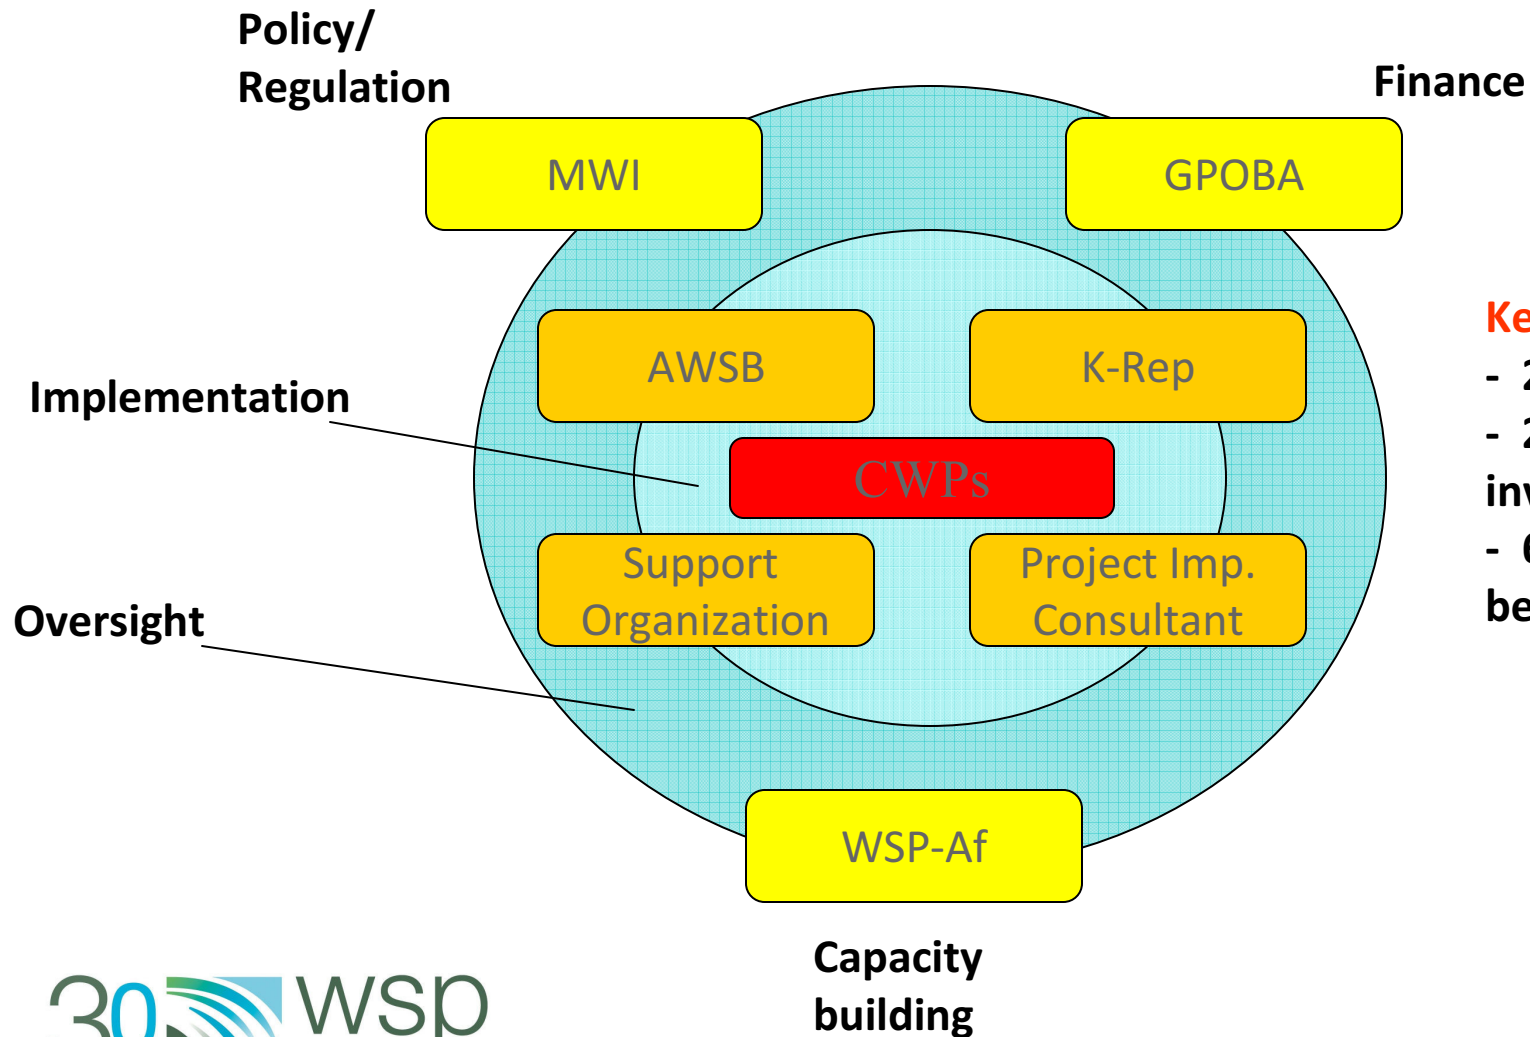 Policy/
Regulation
Finance
MWI
GPOBA
AWSB
K-Rep
Implementation
CWPs
Support
Organization
Project Imp.
Consultant
Oversight
WSP-Af
Capacity
building
30
wsp